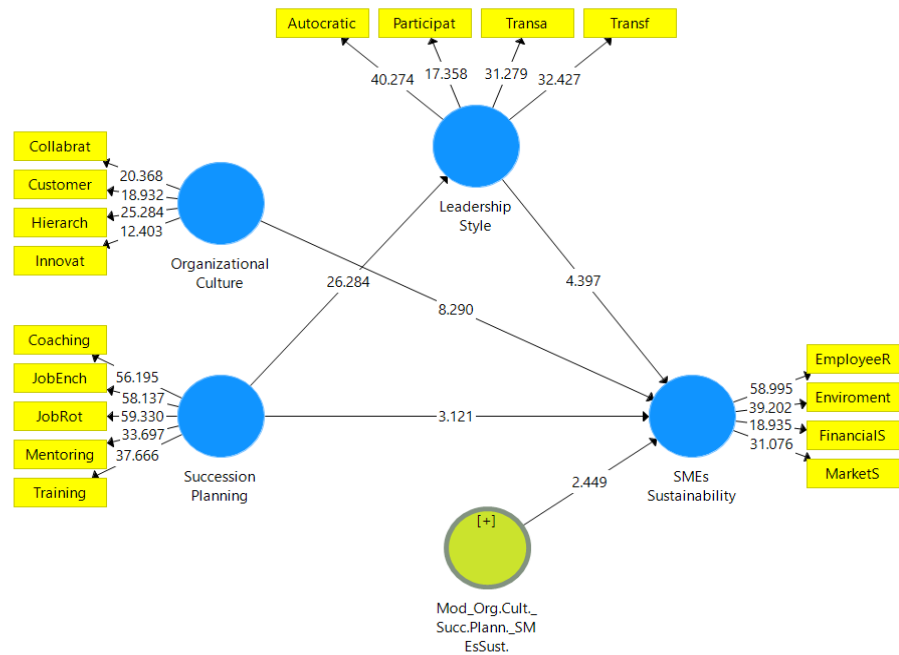 Autocratic
Participat
Transa
Transf
40.274
17.358
31.279
32.427
Leadership
Style
Collabrat
Customer
Hierarch
Innovat
20.368
18.932
25.284
12.403
Organizational
Culture
26.284
4.397
8.290
Coaching
JobEnch
JobRot
Mentoring
Training
56.195
58.137
59.330
33.697
37.666
Succession
Planning
3.121
EmployeeR
Enviroment
FinancialS
MarketS
58.995
39.202
18.935
31.076
SMEs
Sustainability
2.449
[+]
Mod_Org.Cult._
Succ.Plann._SM
EsSust.